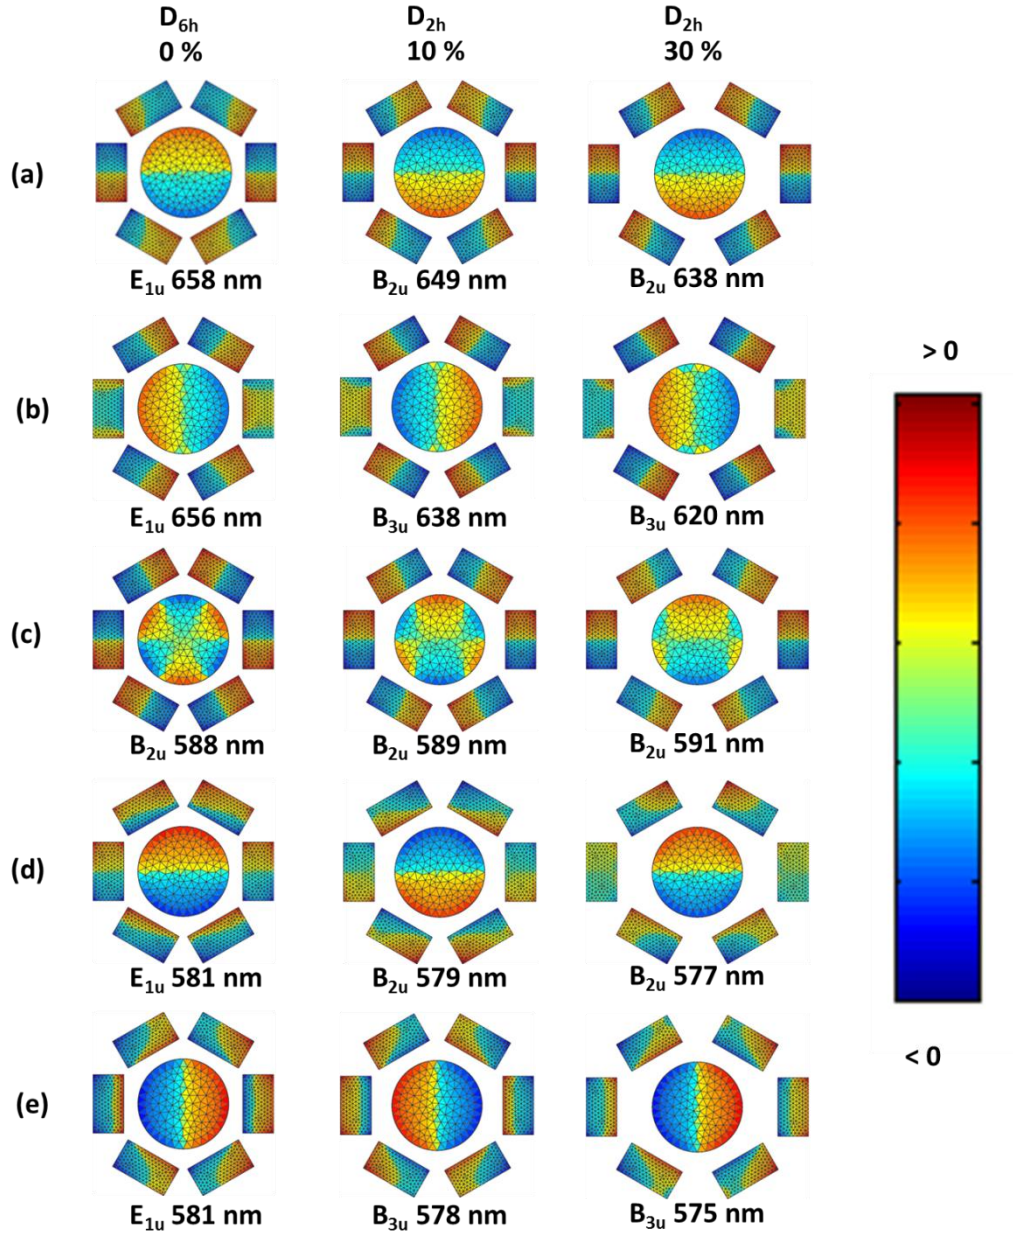 D6h D2h D2h
0 % 10 % 30 %
(a)
E1u 658 nm B2u 649 nm B2u 638 nm
(b)
> 0
E1u 656 nm B3u 638 nm B3u 620 nm
(c)
B2u 588 nm B2u 589 nm B2u 591 nm
(d)
E1u 581 nm B2u 579 nm B2u 577 nm
< 0
(e)
E1u 581 nm B3u 578 nm B3u 575 nm